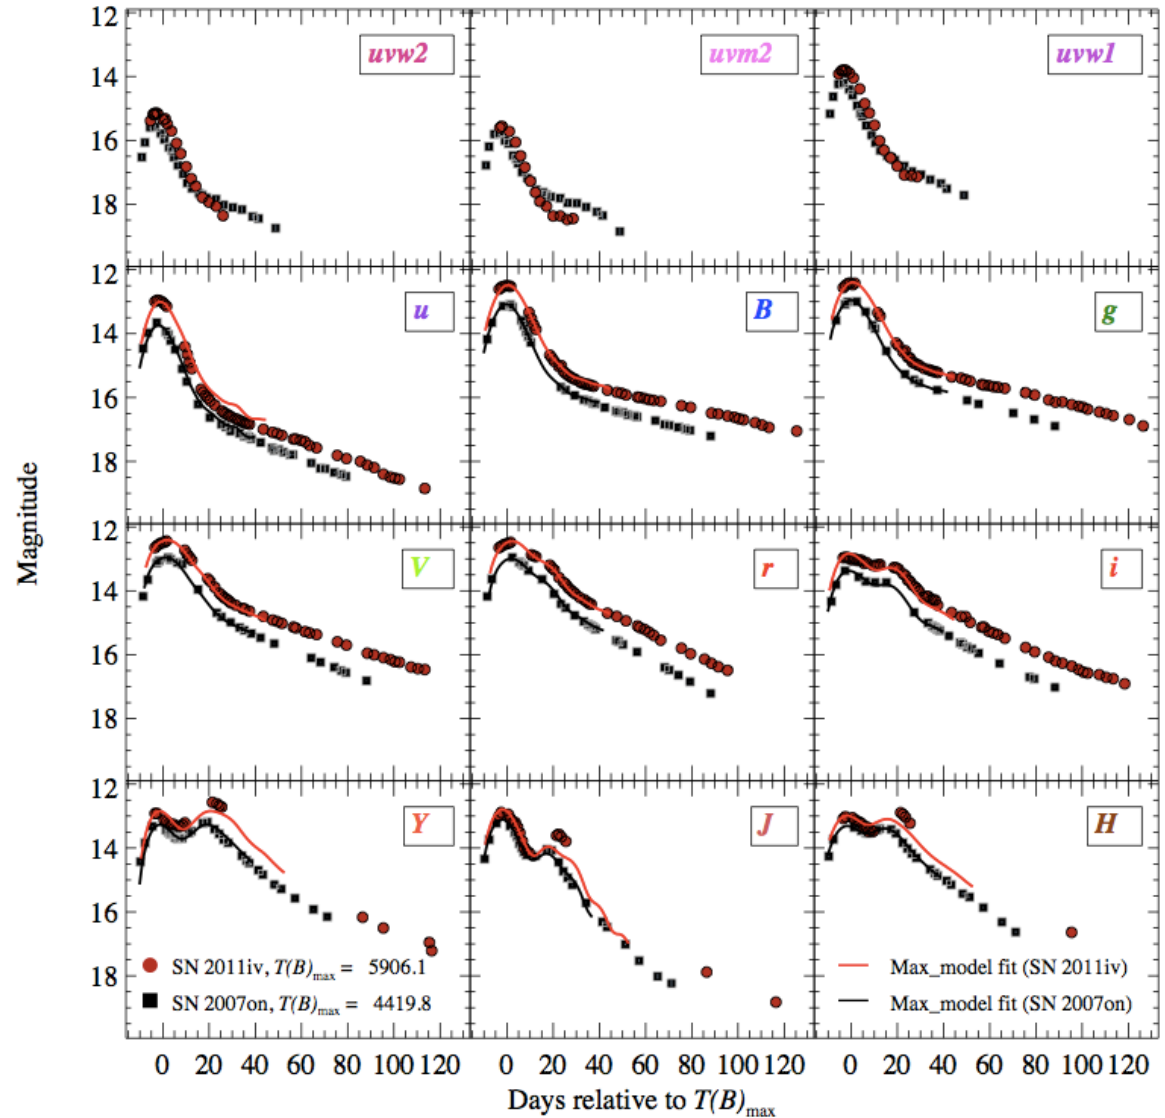 12
14
16
18
uvw2
uvm2
uvw1
12
14
16
18
u
B
g
Magnitude
12
14
16
18
V
r
i
12
14
16
18
Y
J
H
SN 2011iv, T(B)max = 5906.1
SN 2007on, T(B)max = 4419.8
Max_model fit (SN 2011iv)
Max_model fit (SN 2007on)
0 20 40 60 80 100 120 0 20 40 60 80 100 120 0 20 40 60 80 100 120
Days relative to T(B)max